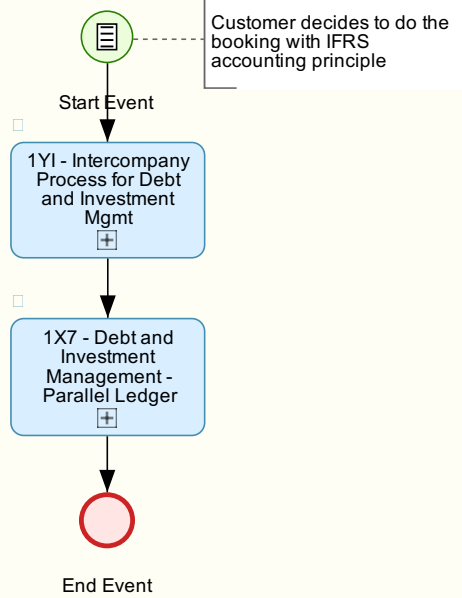 Customer decides to do the
booking with IFRS
accounting principle
Start Event
1YI - Intercompany
Process for Debt
and Investment
Mgmt
1X7 - Debt and
Investment
Management -
Parallel Ledger
End Event